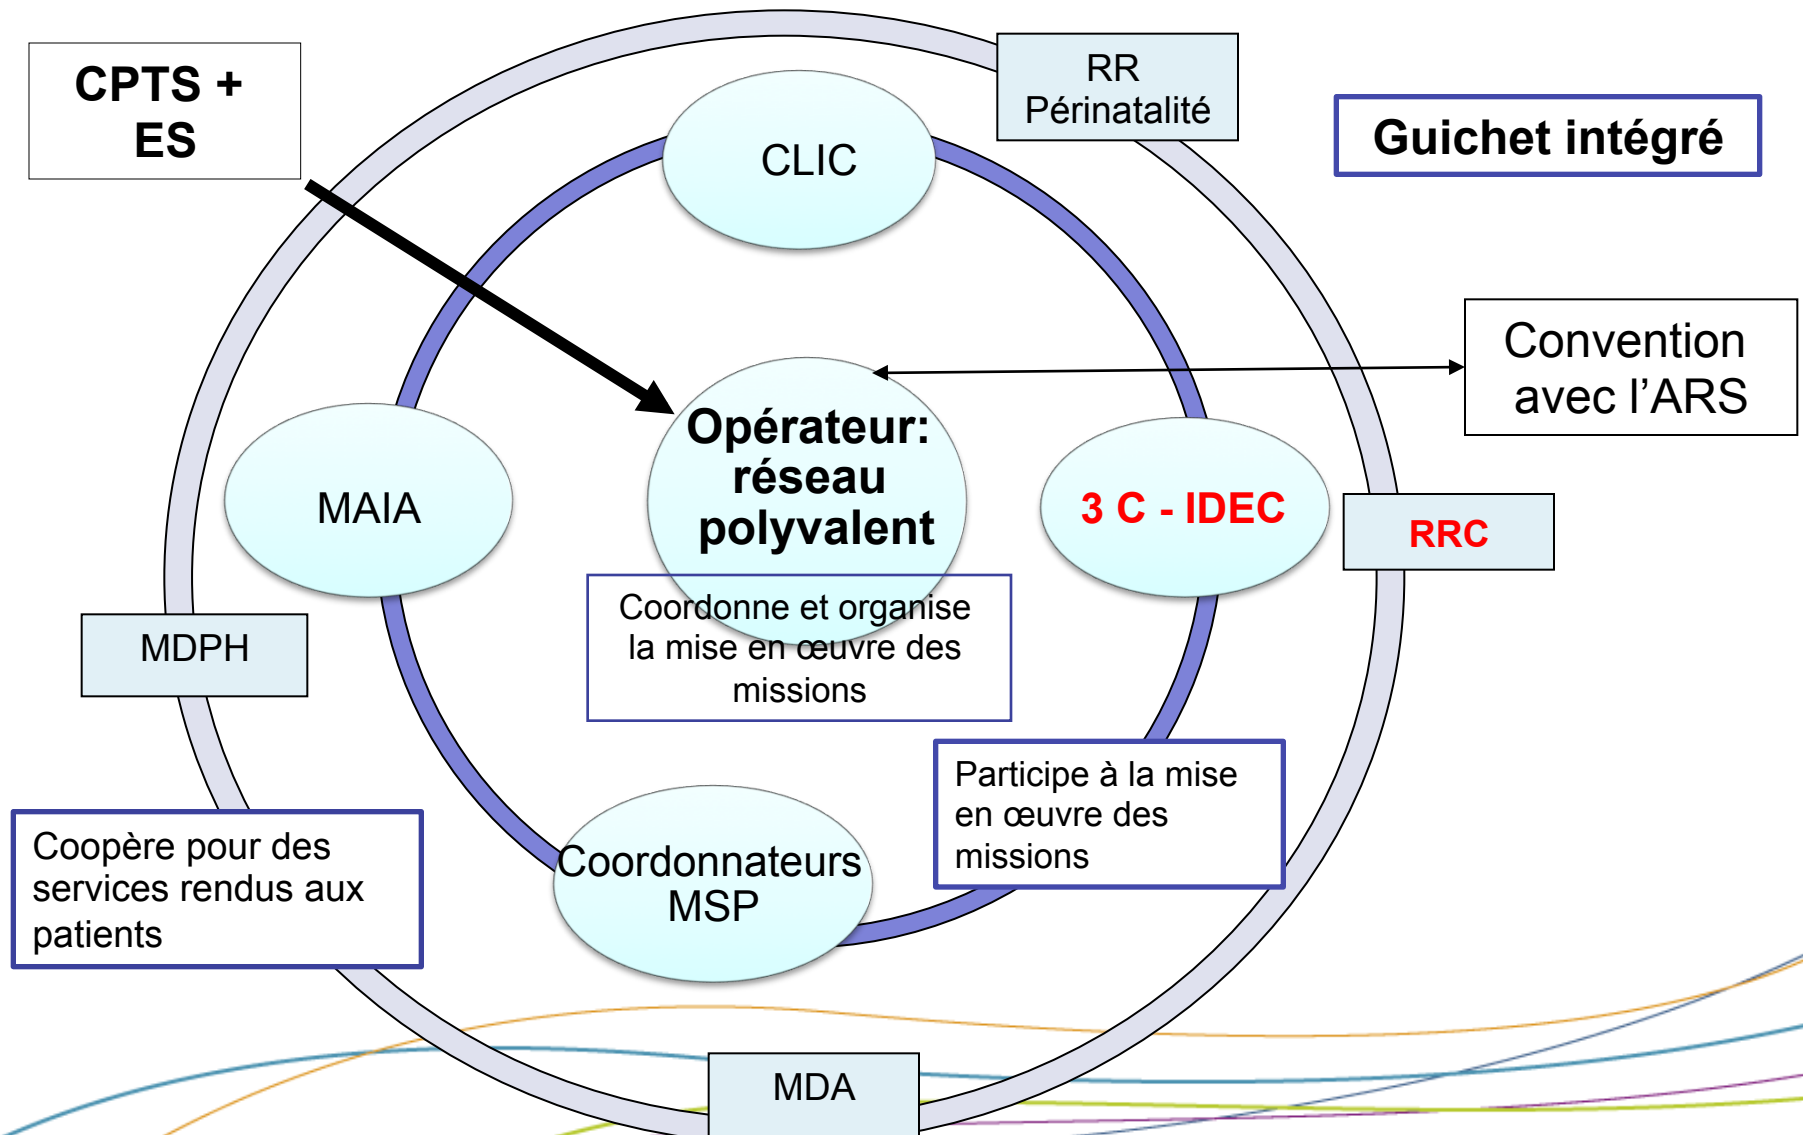 CPTS +
ES
RR
Périnatalité
Guichet intégré
CLIC
Convention
avec l’ARS
Opérateur:
réseau
polyvalent
MAIA
3 C - IDEC
RRC
Coordonne et organise
la mise en œuvre des
missions
MDPH
Participe à la mise
en œuvre des
missions
Coopère pour des
services rendus aux
patients
Coordonnateurs
MSP
MDA